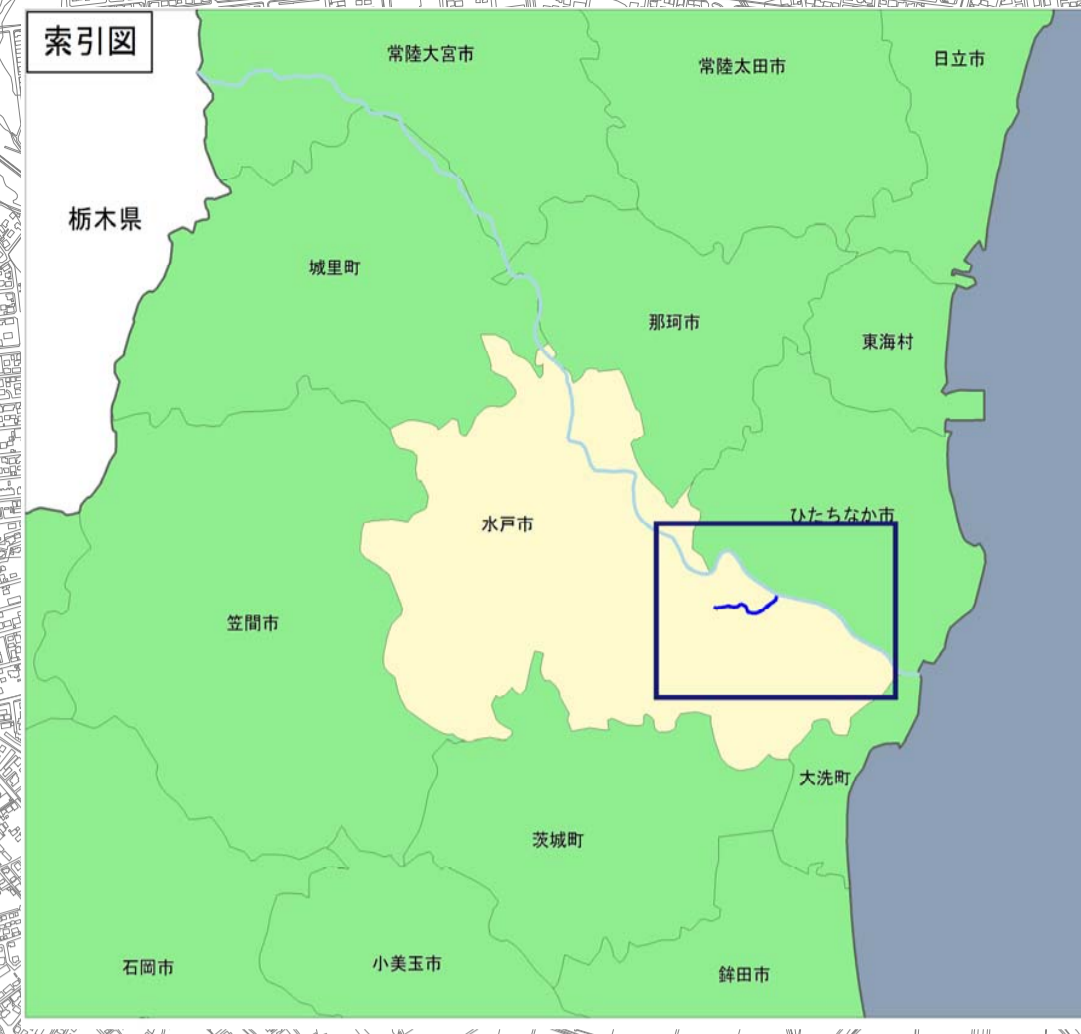 索引図
常陸大宮市
常陸太田市
日立市
栃木県
城里町
那珂市
東海村
ひたちなか市
水戸市
笠間市
大洗町
茨城町
石岡市
小美玉市
鉾田市